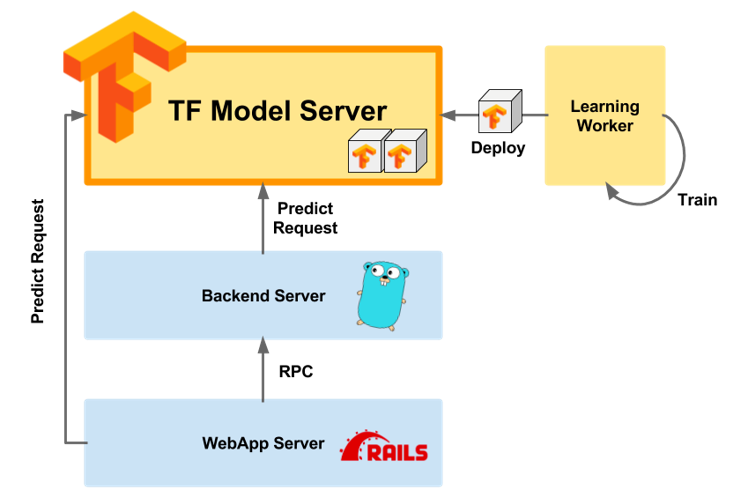 TF Model Server
Learning
Worker
Deploy
Train
Predict
Request
Predict Request
Backend Server
RPC
WebApp Server
RAILS